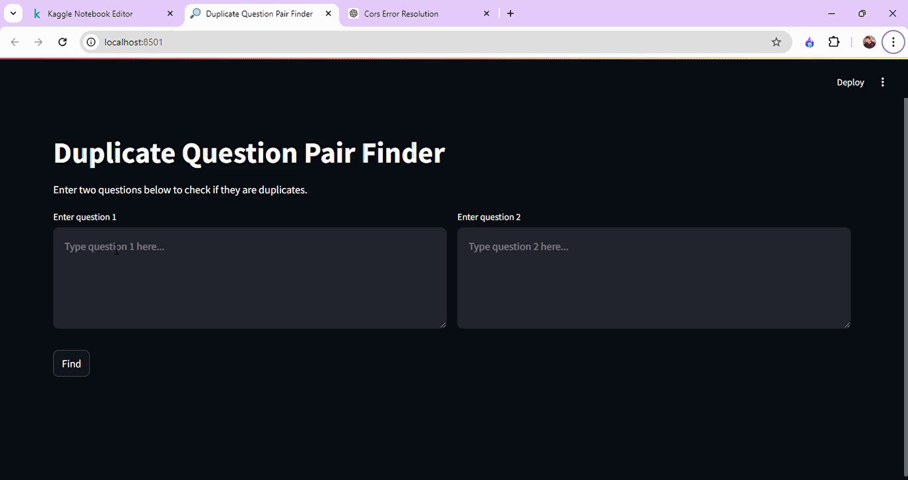 Kaggle Notebook Editor
Duplicate Question Pair Finder
Cors Error Resolution
localhost:8501
Deploy
Duplicate Question Pair Finder
Enter two questions below to check if they are duplicates.
Enter question 1
Enter question 2
Type question 1 here...
Type question 2 here...
Find